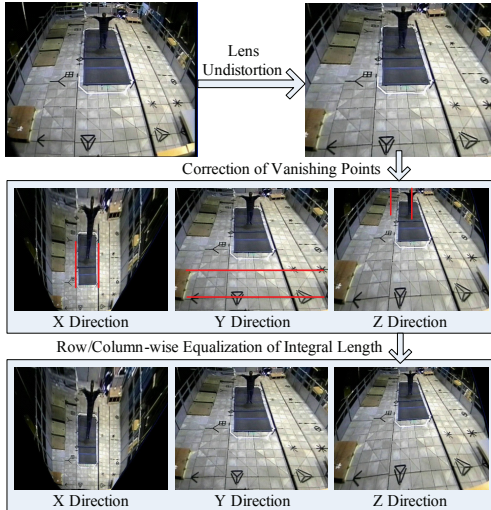 Lens
Undistortion
Correction of Vanishing Points
X Direction
Y Direction
Z Direction
Row/Column-wise Equalization of Integral Length
X Direction
Y Direction
Z Direction